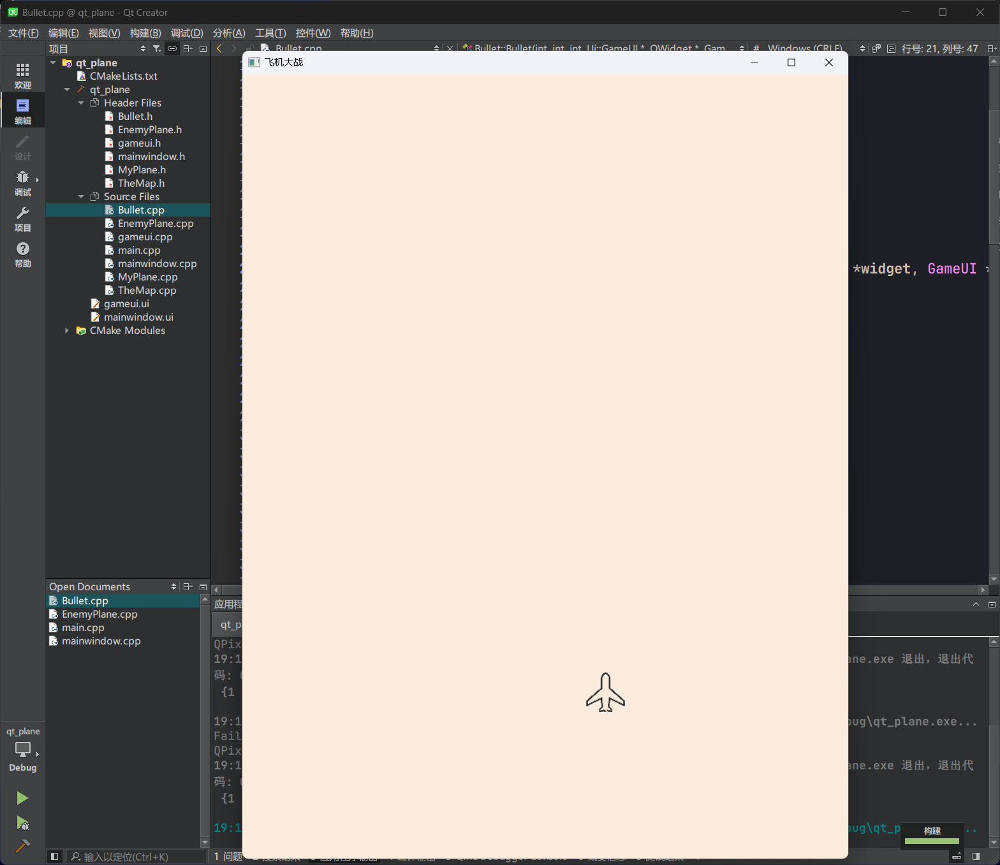 Bullet.cpp @ qt_plane - Qt Creator
文件(F) 编辑(E) 视图(V) 构建(B) 调试(D) 分析(A) 工具(T) 控件(W) 帮助(H)
项目
Bullet.cpp
Bullet::Bullet(int, int, int, Ui::GameUI *, QWidget *, Gam
# Windows (CRLF)
行号: 21, 列号: 47
欢迎
编辑
设计
调试
项目
帮助
qt_plane
CMakeLists.txt
qt_plane
Header Files
Bullet.h
EnemyPlane.h
gameui.h
mainwindow.h
MyPlane.h
TheMap.h
Source Files
Bullet.cpp
EnemyPlane.cpp
gameui.cpp
main.cpp
mainwindow.cpp
MyPlane.cpp
TheMap.cpp
gameui.ui
mainwindow.ui
CMake Modules
飞机大战
*widget, GameUI *
Open Documents
Bullet.cpp
EnemyPlane.cpp
main.cpp
mainwindow.cpp
应用程
qt_p
QPix
19:1
ane.exe 退出，退出代
码:
{1
19:1
bug\qt_plane.exe...
Fail
QPix
19:1
ane.exe 退出，退出代
码:
{1
19:1
bug\qt_p
..
构建
qt_plane
Debug
输入以定位(Ctrl+K)
1 问题